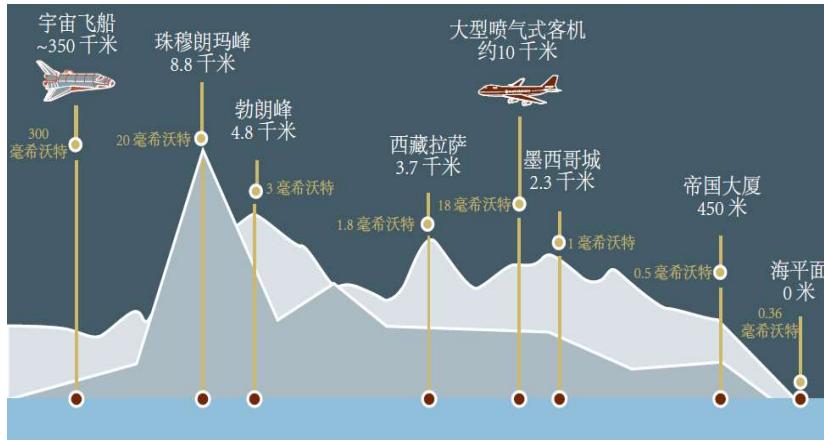 宇宙飞船
~350 千米
300
毫希沃特
珠穆朗玛峰
8.8 千米
20 毫希沃特
勃朗峰
4.8 千米
3 毫希沃特
西藏拉萨
3.7 千米
1.8 毫希沃特
大型喷气式客机
约10 千米
18 毫希沃特
墨西哥城
2.3 千米
1 毫希沃特
帝国大厦
450 米
0.5 毫希沃特
海平面
0 米
0.36
毫希沃特